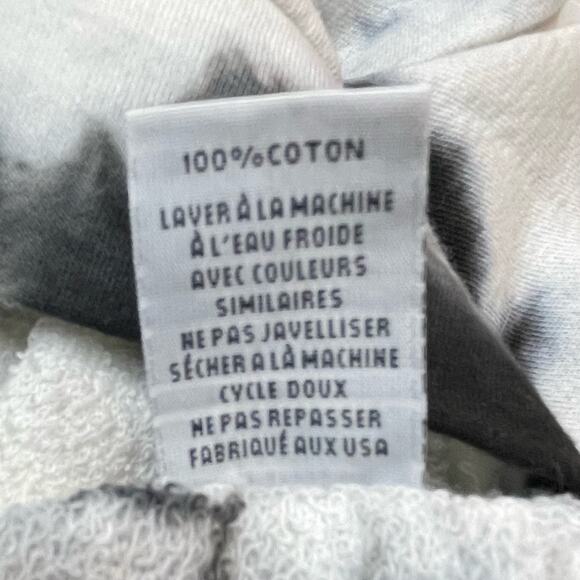 100% COTON
LAVER À LA MACHINE
À L'EAU FROIDE
AVEC COULEURS
SIMILAIRES
NE PAS JAVELLISER
SÉCHER A LÀ MACHINE
CYCLE DOUX
NE PAS REPASSER
FABRIQUÉ AUX USA